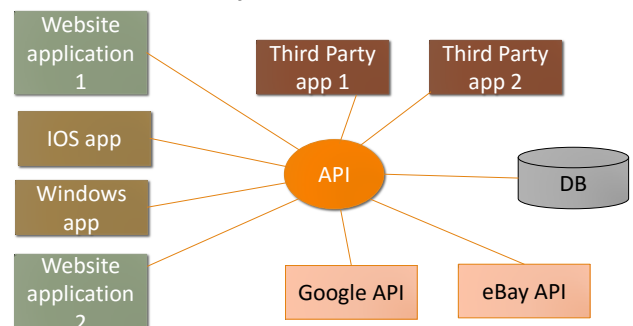 Website
application
1
Third Party
app 1
Third Party
app 2
IOS app
API
DB
Windows
app
Website
application
2
Google API
eBay API